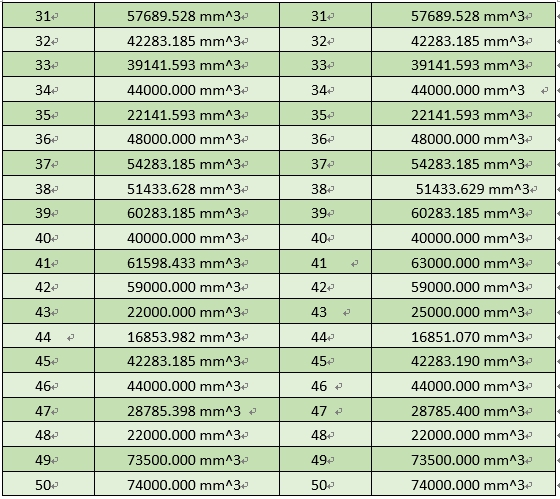 31 57689.528 mm^3 31 57689.528 mm^3
32 42283.185 mm^3 32 42283.185 mm^3
33 39141.593 mm^3 33 39141.593 mm^3
34 44000.000 mm^3 34 44000.000 mm^3
35 22141.593 mm^3 35 22141.593 mm^3
36 48000.000 mm^3 36 48000.000 mm^3
37 54283.185 mm^3 37 54283.185 mm^3
38 51433.628 mm^3 38 51433.629 mm^3
39 60283.185 mm^3 39 60283.185 mm^3
40 40000.000 mm^3 40 40000.000 mm^3
41 61598.433 mm^3 41 63000.000 mm^3
42 59000.000 mm^3 42 59000.000 mm^3
43 22000.000 mm^3 43 25000.000 mm^3
44 16853.982 mm^3 44 16851.070 mm^3
45 42283.185 mm^3 45 42283.190 mm^3
46 44000.000 mm^3 46 44000.000 mm^3
47 28785.398 mm^3 47 28785.400 mm^3
48 22000.000 mm^3 48 22000.000 mm^3
49 73500.000 mm^3 49 73500.000 mm^3
50 74000.000 mm^3 50 74000.000 mm^3